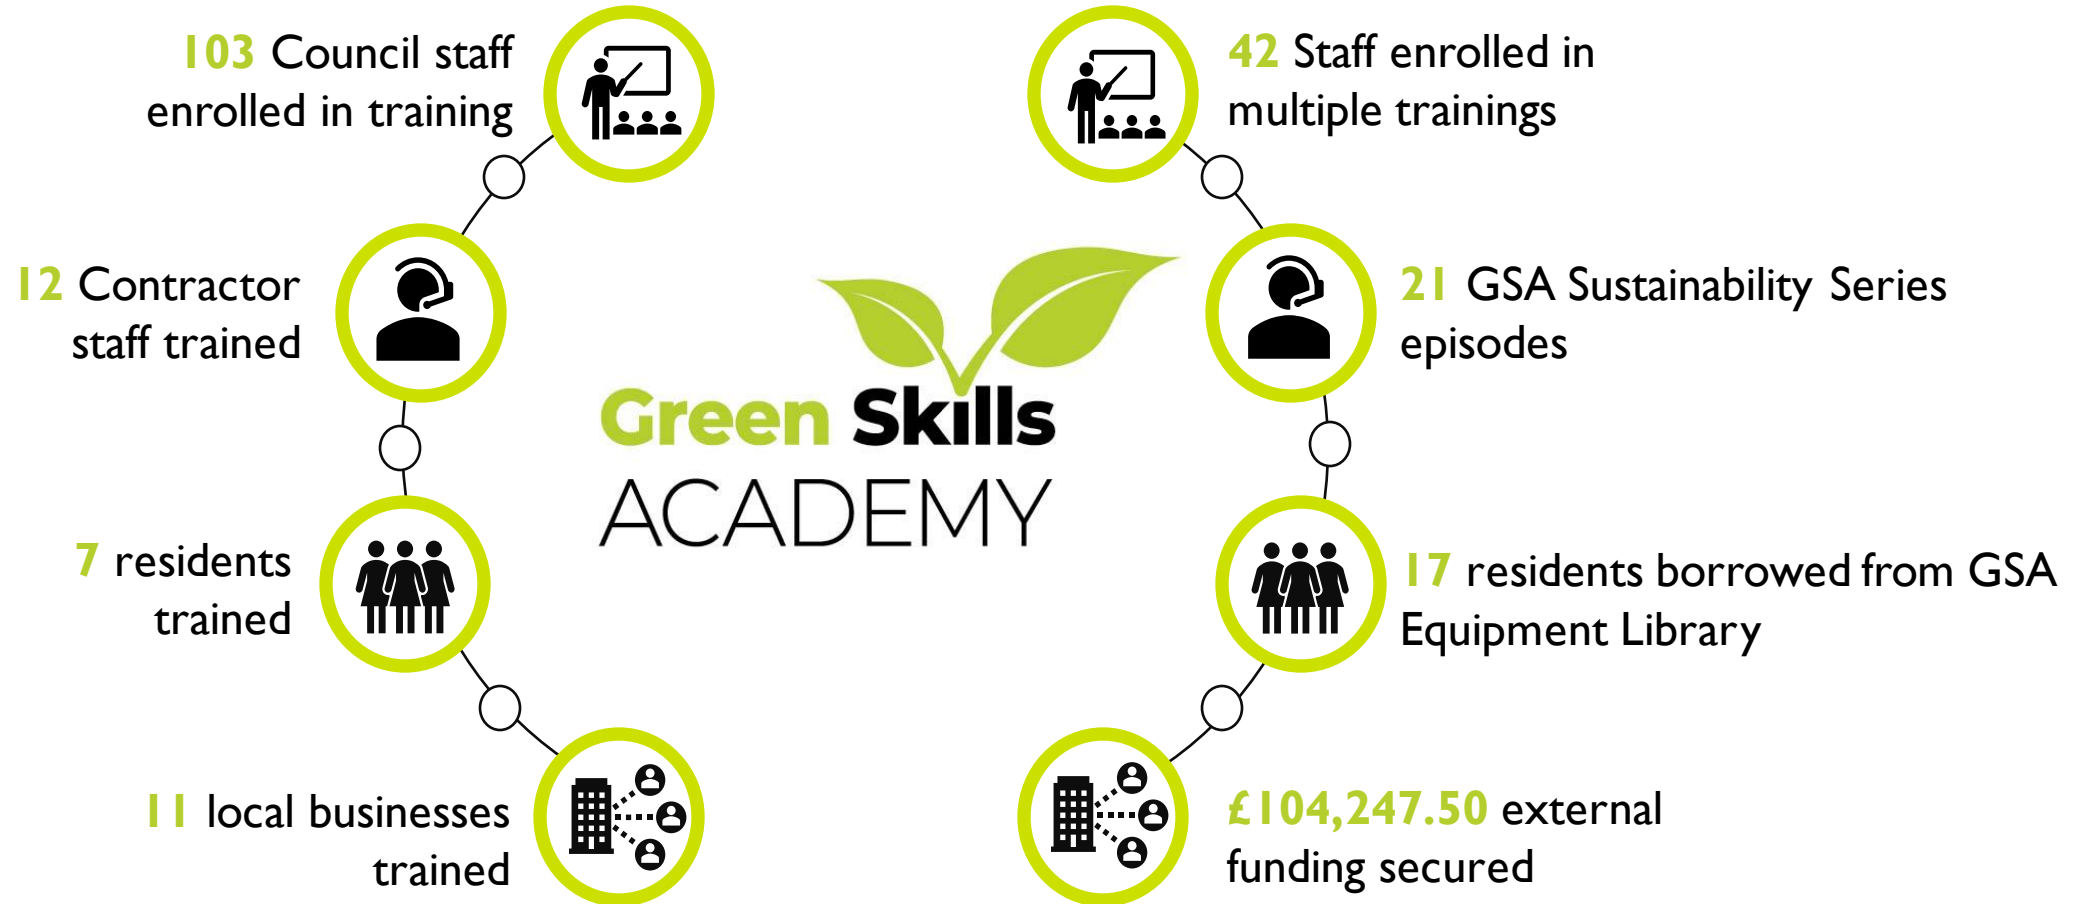 103 Council staff
enrolled in training
12 Contractor
staff trained
7 residents
trained
11 local businesses
trained
Green Skills
ACADEMY
42 Staff enrolled in
multiple trainings
21 GSA Sustainability Series
episodes
17 residents borrowed from GSA
Equipment Library
£104,247.50 external
funding secured